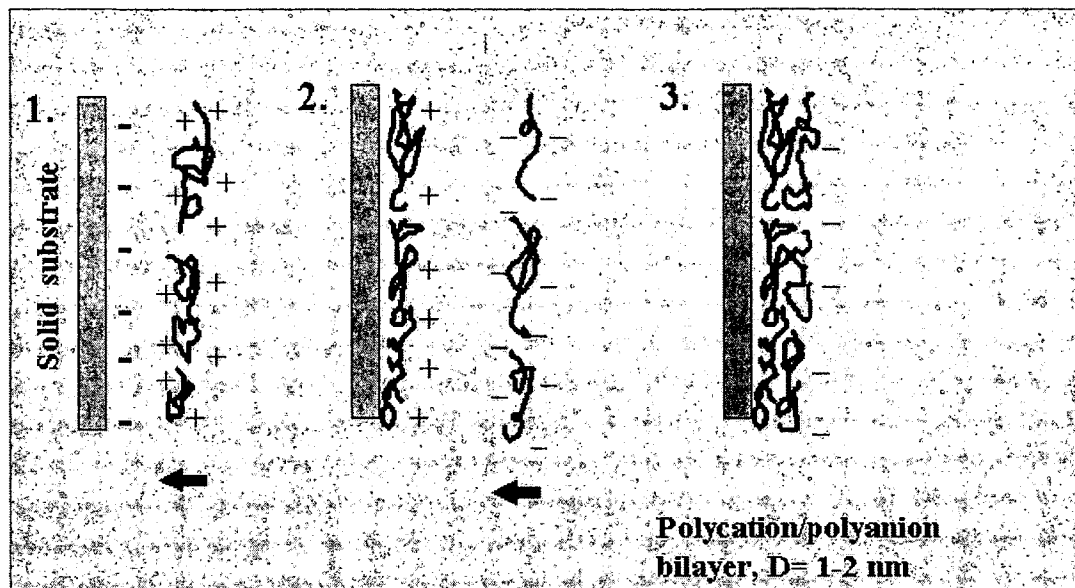 1.
2.
3.
Solid substrate
Polycation/polyanion
bilayer, D= 1-2 nm